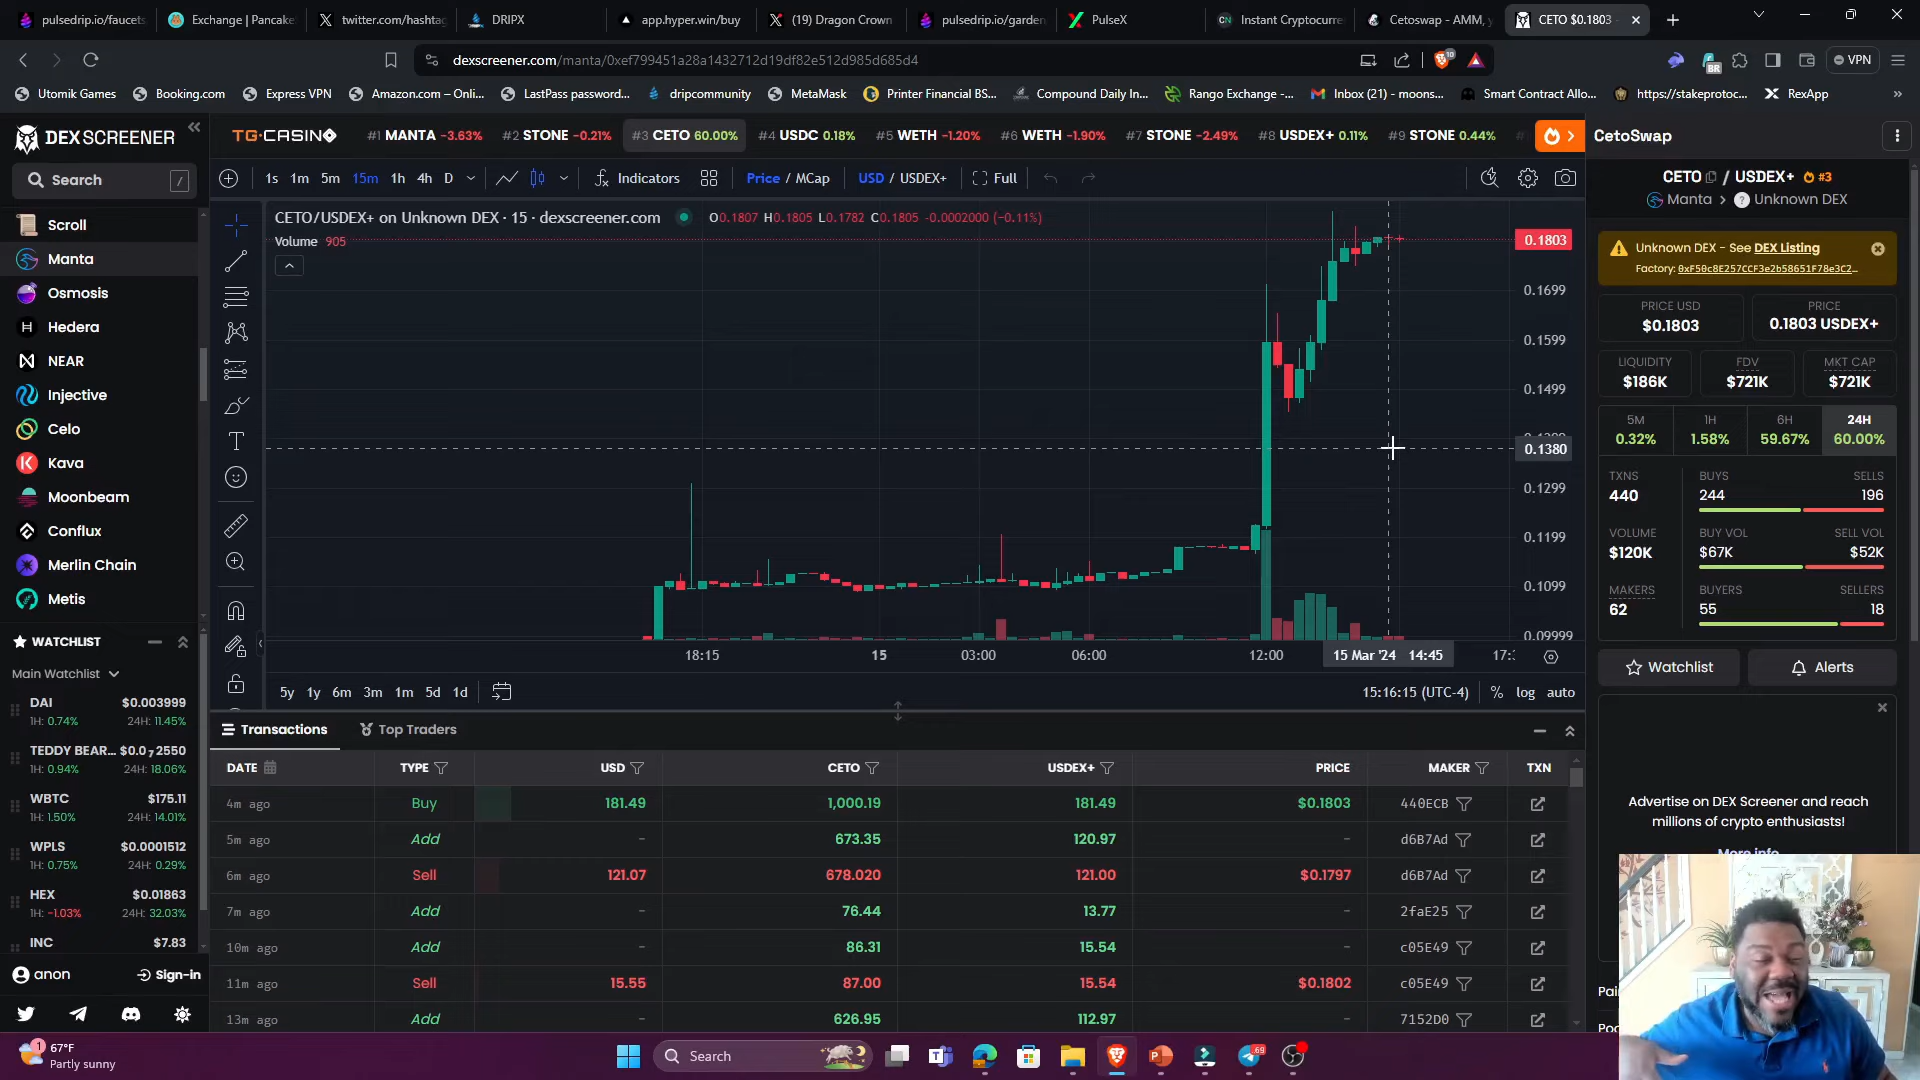 pulsedrip.io/faucets
Exchange | Pancake
twitter.com/hashtag
DRIPX
app.hyper.win/buy
(19) Dragon Crown
pulsedrip.io/garden
PulseX
Instant Cryptocurre
Cetoswap - AMM, y
CETO $0.1803
dexscreener.com/manta/0xef799451a28a1432712d19df82e512d985d685d4
10
BR
VPN
Utomik Games
Booking.com
Express VPN
Amazon.com – Onli...
LastPass password...
dripcommunity
MetaMask
Printer Financial BS...
Compound Daily In...
Rango Exchange -...
Inbox (21) - moons...
Smart Contract Allo...
https://stakeprotoc...
RexApp
DEX SCREENER
Search
/
Scroll
Manta
Osmosis
Hedera
NEAR
Injective
Celo
Kava
Moonbeam
Conflux
Merlin Chain
Metis
WATCHLIST
Main Watchlist
DAI $0.003999
1H: 0.74% 24H: 11.45%
TEDDY BEAR... $0.0₇2550
1H: 0.94% 24H: 18.06%
WBTC $175.11
1H: 1.50% 24H: 14.01%
WPLS $0.0001512
1H: 0.75% 24H: 0.29%
HEX $0.01863
1H: -1.03% 24H: 32.03%
INC $7.83
anon
Sign-in
TG.CASINO
#1 MANTA -3.63%
#2 STONE -0.21%
#3 CETO 60.00%
#4 USDC 0.18%
#5 WETH -1.20%
#6 WETH -1.90%
#7 STONE -2.49%
#8 USDEX+ 0.11%
#9 STONE 0.44%
1s 1m 5m 15m 1h 4h D
Indicators
Price / MCap
USD / USDEX+
Full
CETO/USDEX+ on Unknown DEX · 15 · dexscreener.com
O0.1807 H0.1805 L0.1782 C0.1805 -0.0002000 (−0.11%)
Volume 905
0.1803
0.1699
0.1599
0.1499
0.1380
0.1299
0.1199
0.1099
0.09999
18:15
15
03:00
06:00
12:00
15 Mar '24 14:45
5y 1y 6m 3m 1m 5d 1d
15:16:15 (UTC-4)
%
log
auto
Transactions
Top Traders
DATE TYPE USD CETO USDEX+ PRICE MAKER TXN
4m ago Buy 181.49 1,000.19 181.49 $0.1803 440ECB
5m ago Add - 673.35 120.97 - d6B7Ad
6m ago Sell 121.07 678.020 121.00 $0.1797 d6B7Ad
7m ago Add - 76.44 13.77 - 2faE25
10m ago Add - 86.31 15.54 - c05E49
11m ago Sell 15.55 87.00 15.54 $0.1802 c05E49
13m ago Add - 626.95 112.97 - 7152D0
CetoSwap
CETO / USDEX+ #3
Manta > Unknown DEX
Unknown DEX - See DEX Listing
Factory: 0xF50c8E257CCF3e2b58651F78e3C2…
PRICE USD
$0.1803
PRICE
0.1803 USDEX+
LIQUIDITY
$186K
FDV
$721K
MKT CAP
$721K
5M
0.32%
1H
1.58%
6H
59.67%
24H
60.00%
TXNS
440
BUYS
244
SELLS
196
VOLUME
$120K
BUY VOL
$67K
SELL VOL
$52K
MAKERS
62
BUYERS
55
SELLERS
18
Watchlist
Alerts
Advertise on DEX Screener and reach
millions of crypto enthusiasts!
More info
1
67°F
Partly sunny
Search
69